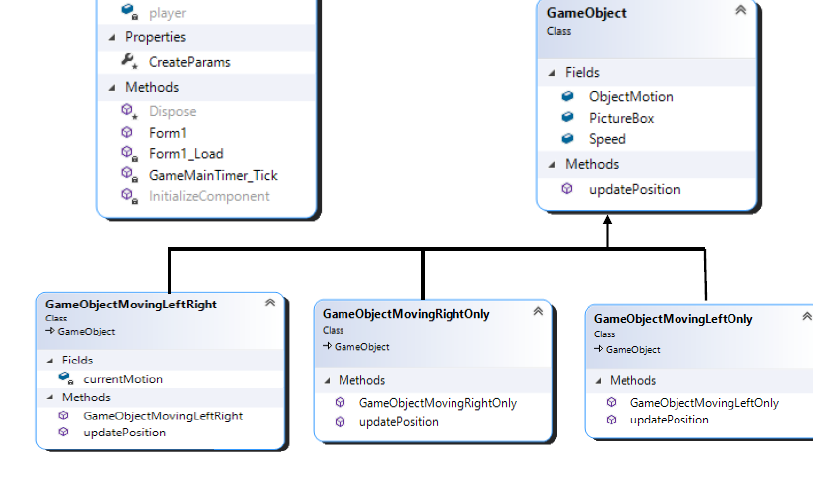 player
Properties
CreateParams
Methods
Dispose
Form1
Form1_Load
GameMainTimer_Tick
InitializeComponent
GameObject
Class
Fields
ObjectMotion
PictureBox
Speed
Methods
updatePosition
GameObjectMovingLeftRight
Class
GameObject
Fields
currentMotion
Methods
GameObjectMovingLeftRight
updatePosition
GameObjectMovingRightOnly
Class
GameObject
Methods
GameObjectMovingRightOnly
updatePosition
GameObjectMovingLeftOnly
Class
GameObject
Methods
GameObjectMovingLeftOnly
updatePosition